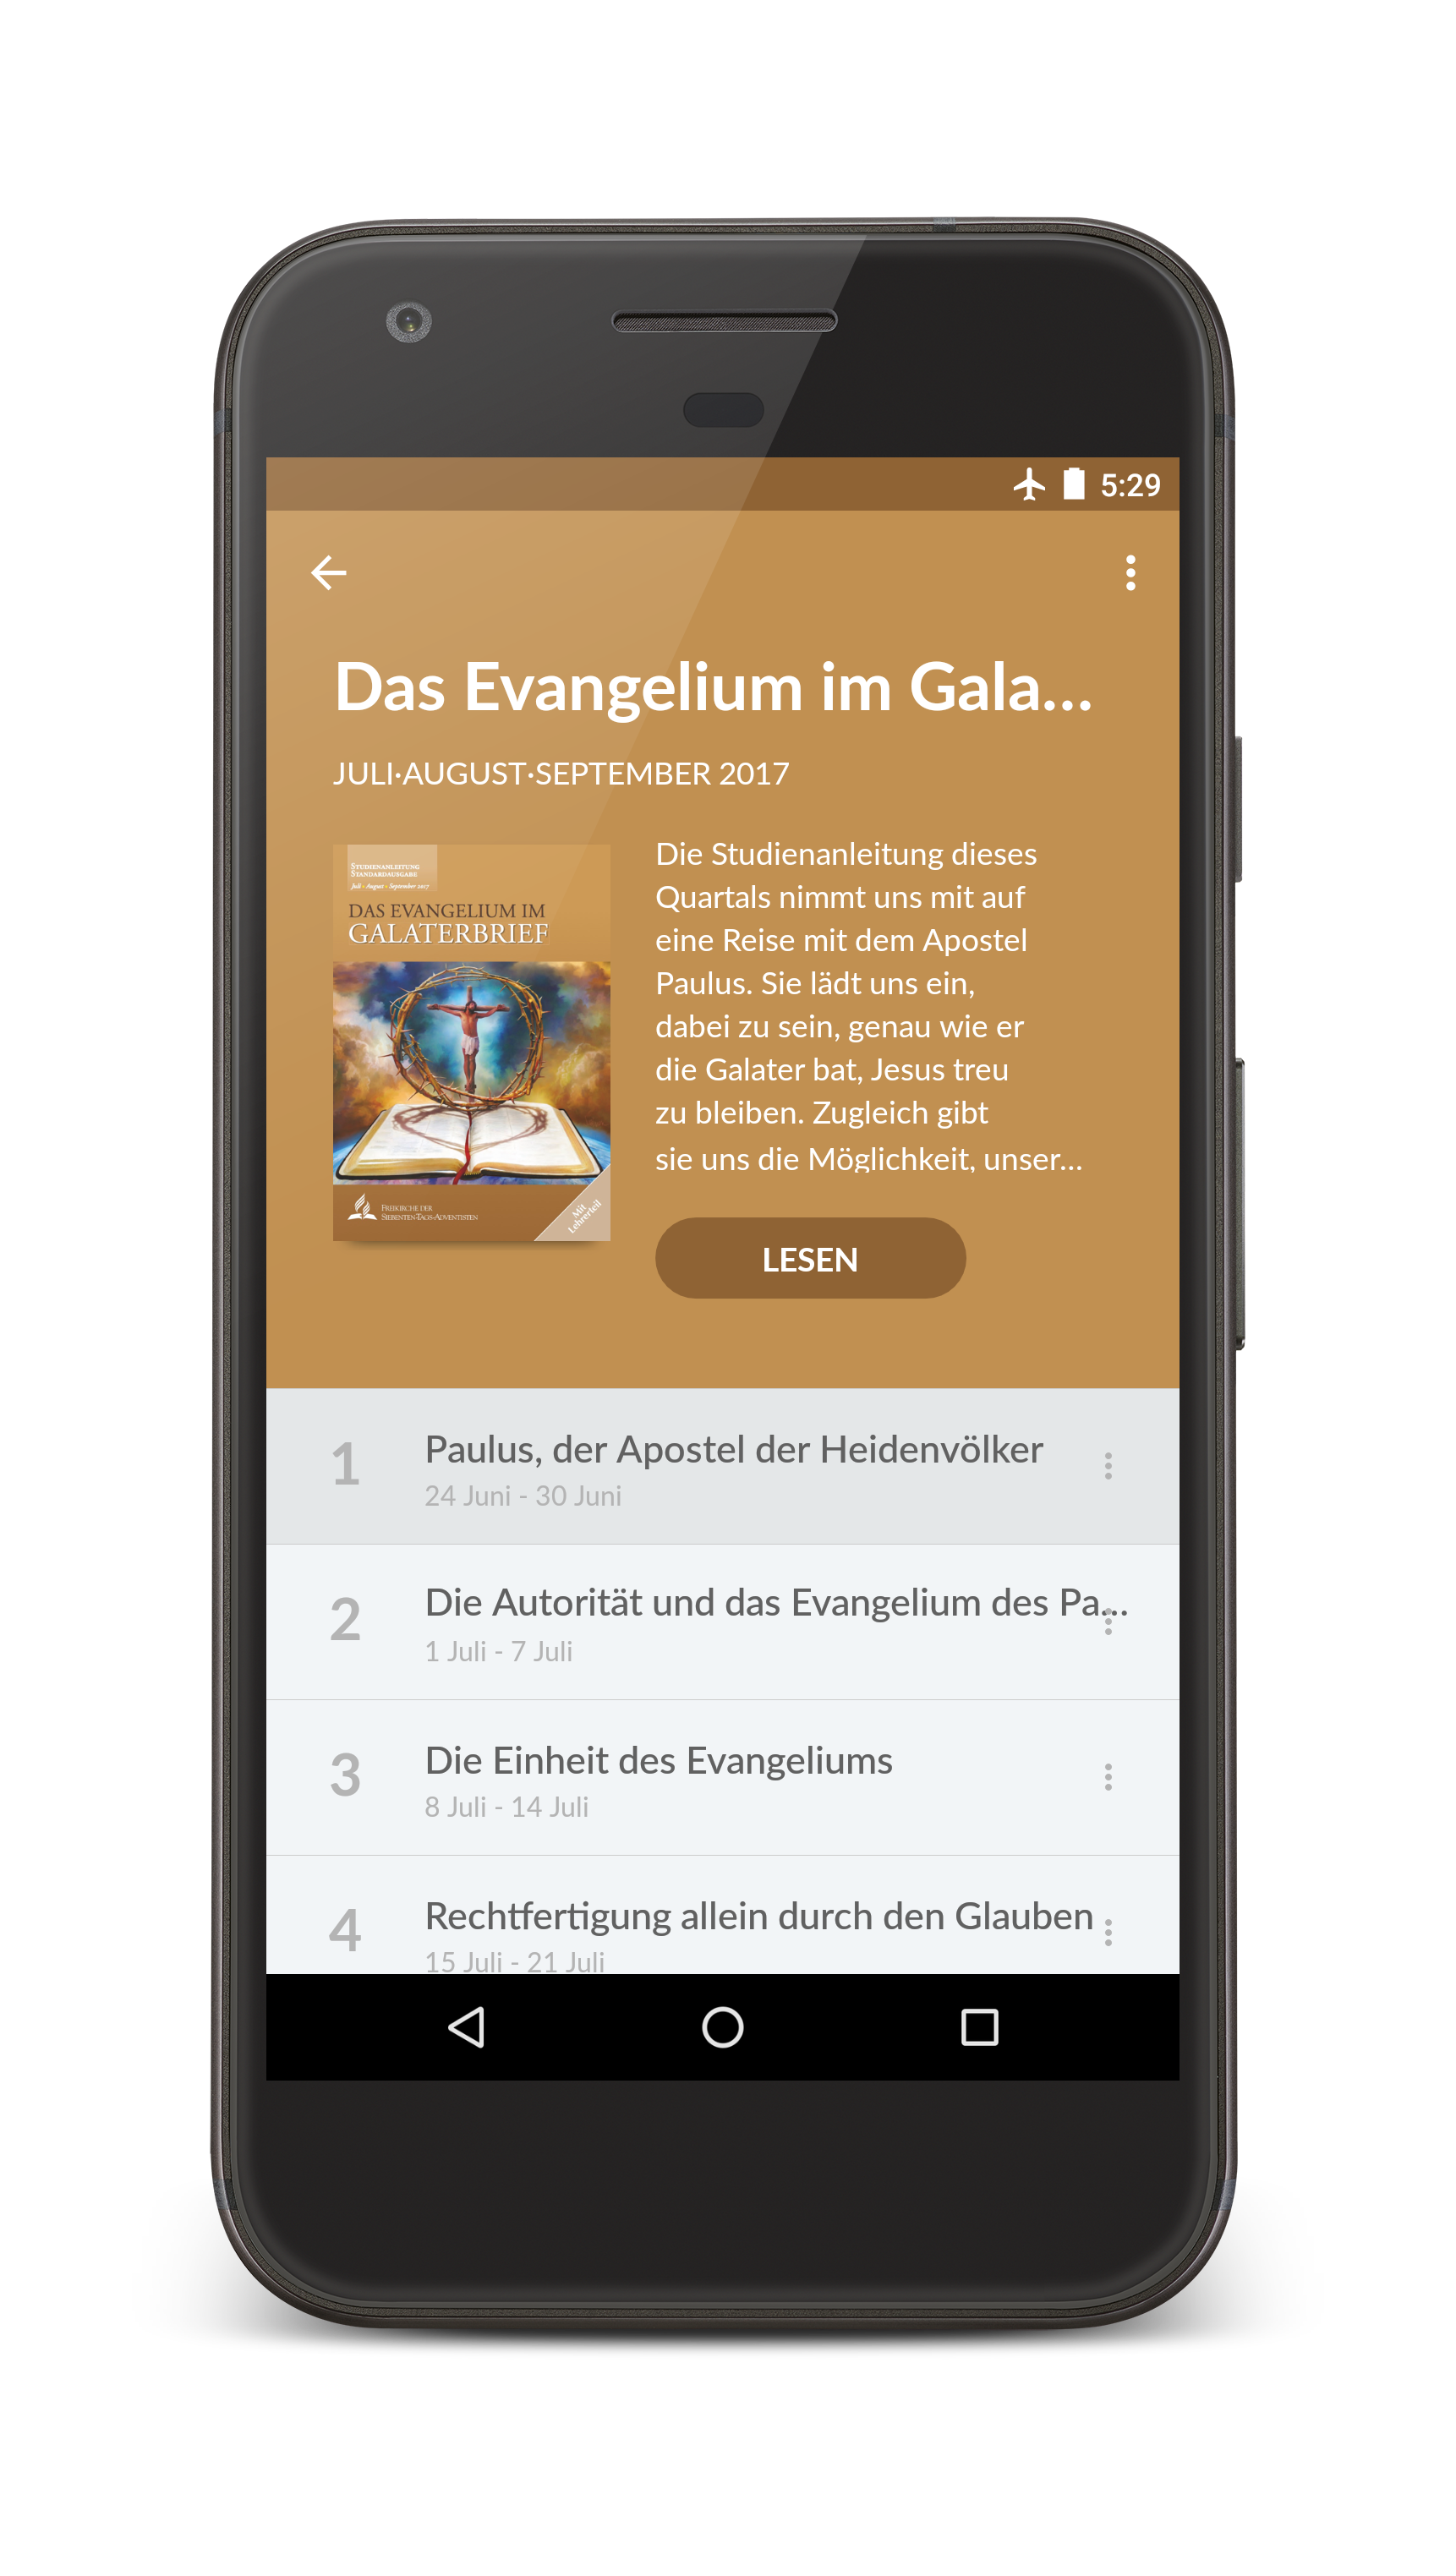 5:29
Das Evangelium im Gala...
JULI·AUGUST·SEPTEMBER 2017
STUDIENANLEITUNG
STANDARDAUSGABE
Juli • August • September 2017
DAS EVANGELIUM IM
GALATERBRIEF
FREIKIRCHE DER
SIEBENTEN-TAGS-ADVENTISTEN
Mit
Lehrerteil
Die Studienanleitung dieses
Quartals nimmt uns mit auf
eine Reise mit dem Apostel
Paulus. Sie lädt uns ein,
dabei zu sein, genau wie er
die Galater bat, Jesus treu
zu bleiben. Zugleich gibt
sie uns die Möglichkeit, unser...
LESEN
1
Paulus, der Apostel der Heidenvölker
24 Juni - 30 Juni
2
Die Autorität und das Evangelium des Pa...
1 Juli - 7 Juli
3
Die Einheit des Evangeliums
8 Juli - 14 Juli
4
Rechtfertigung allein durch den Glauben
15 Juli - 21 Juli